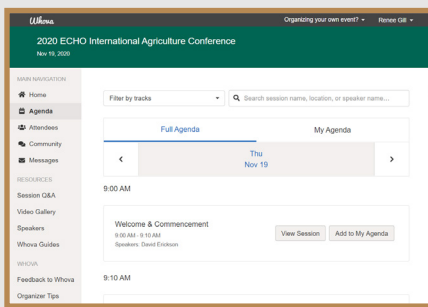 Whova
Organizing your own event?
Renee Gill
2020 ECHO International Agriculture Conference
Nov 19, 2020
MAIN NAVIGATION
Home
Agenda
Attendees
Community
Messages
RESOURCES
Session Q&A
Video Gallery
Speakers
Whova Guides
WHOVA
Feedback to Whova
Organizer Tips
Filter by tracks
Search session name, location, or speaker name...
Full Agenda
My Agenda
Thu
Nov 19
9:00 AM
Welcome & Commencement
9:00 AM - 9:10 AM
Speakers: David Erickson
View Session
Add to My Agenda
9:10 AM